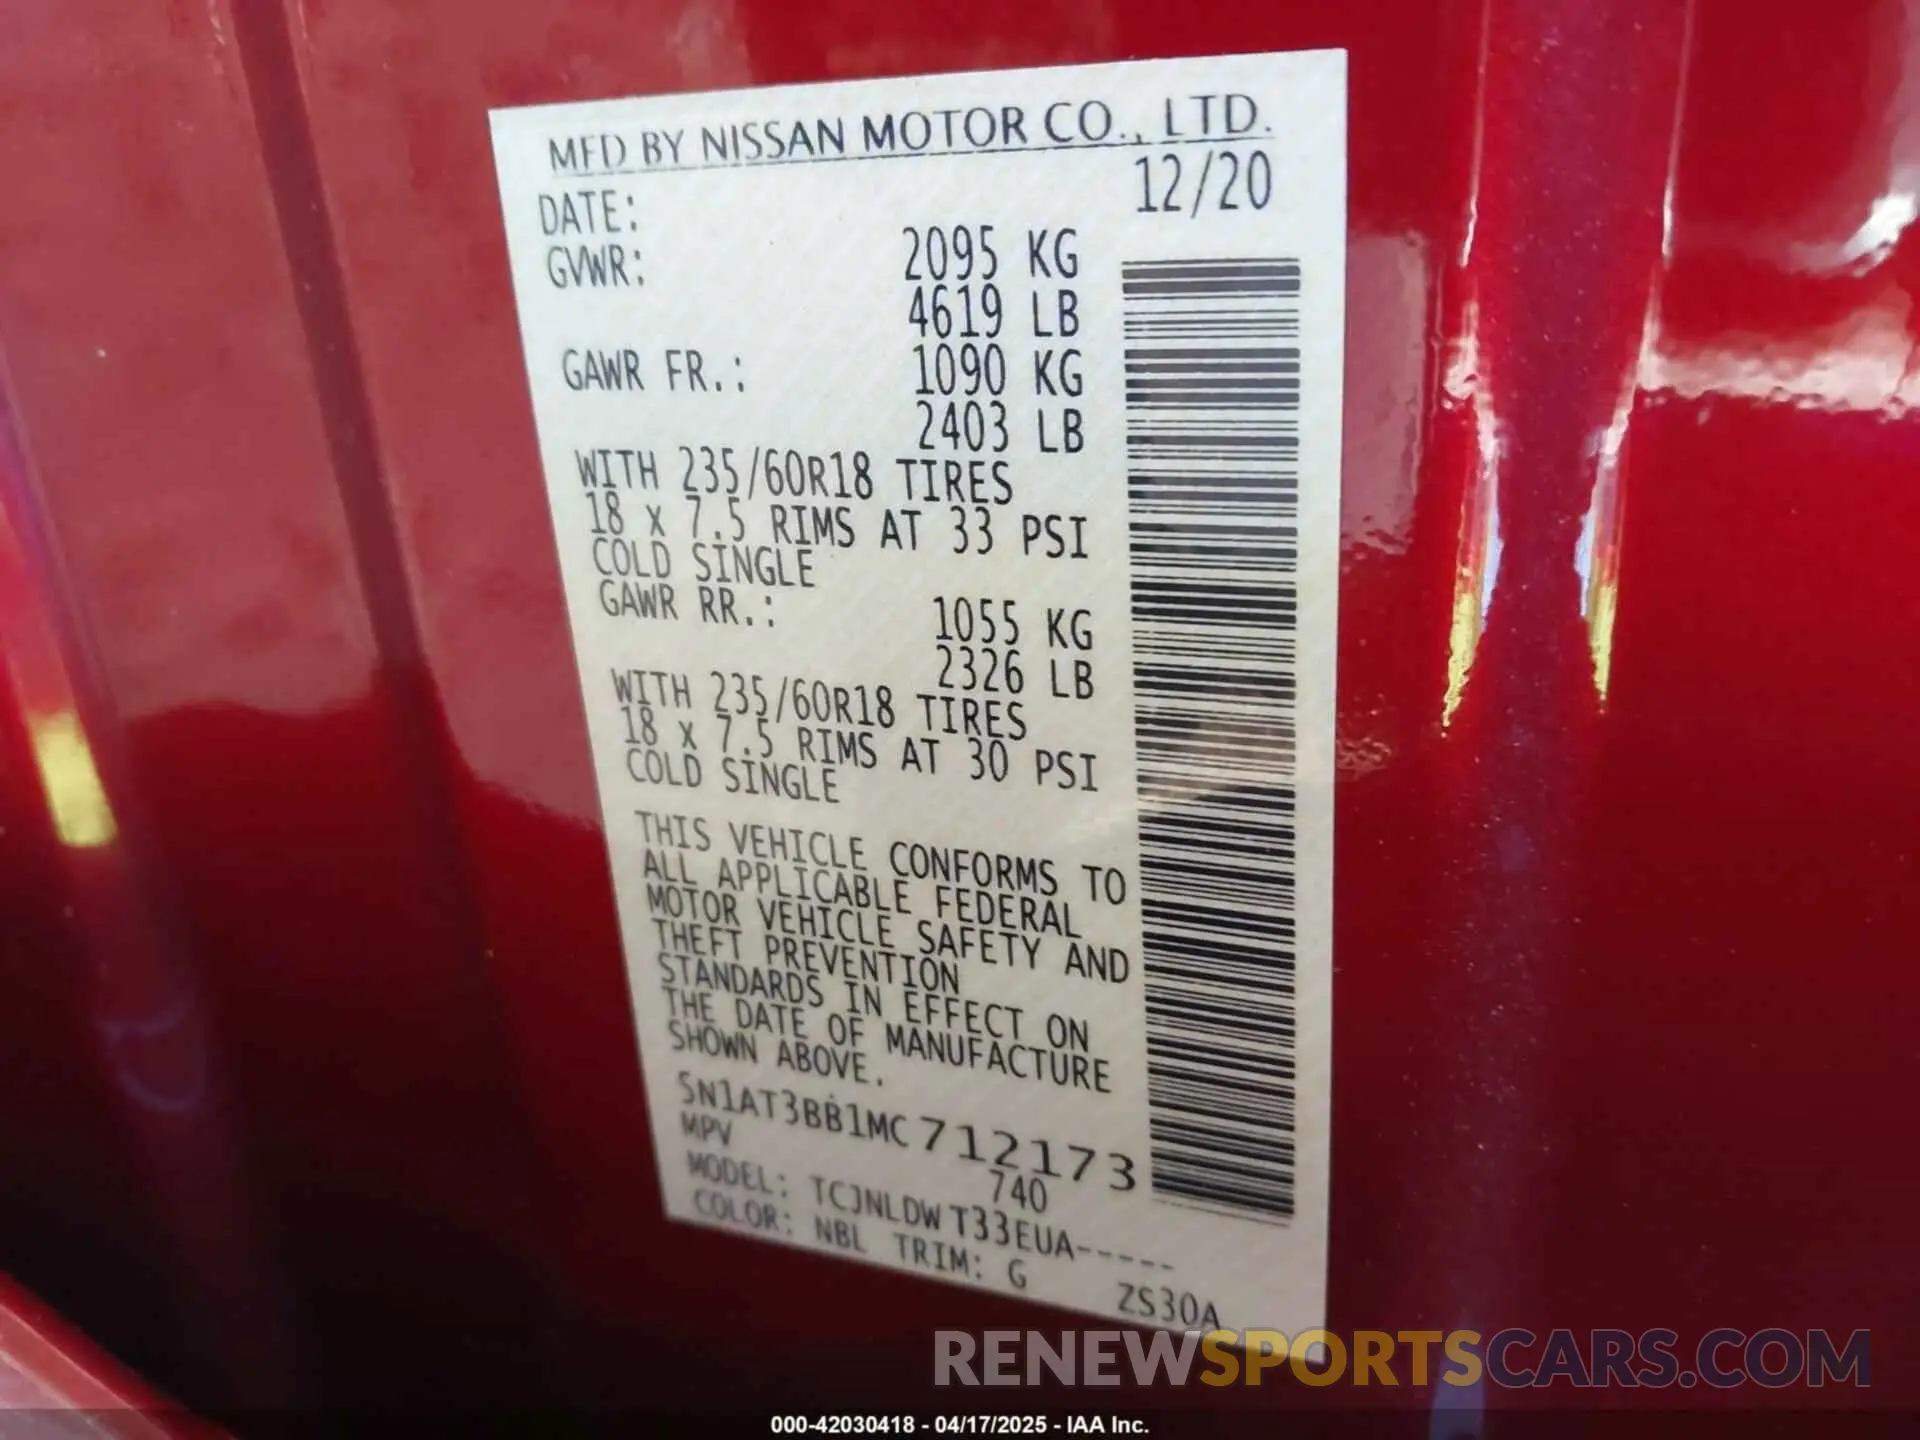 MFD BY NISSAN MOTOR CO., LTD.
DATE: 12/20
GVWR: 2095 KG
4619 LB
GAWR FR.: 1090 KG
2403 LB
WITH 235/60R18 TIRES
18 x 7.5 RIMS AT 33 PSI
COLD SINGLE
GAWR RR.: 1055 KG
2326 LB
WITH 235/60R18 TIRES
18 x 7.5 RIMS AT 30 PSI
COLD SINGLE
THIS VEHICLE CONFORMS TO
ALL APPLICABLE FEDERAL
MOTOR VEHICLE SAFETY AND
THEFT PREVENTION
STANDARDS IN EFFECT ON
THE DATE OF MANUFACTURE
SHOWN ABOVE.
5N1AT3BB1MC712173
MPV 740
MODEL: TCJNLDWT33EUA-----
COLOR: NBL TRIM: G ZS30A
RENEWSPORTSCARS.COM
000-42030418 - 04/17/2025 - IAA Inc.